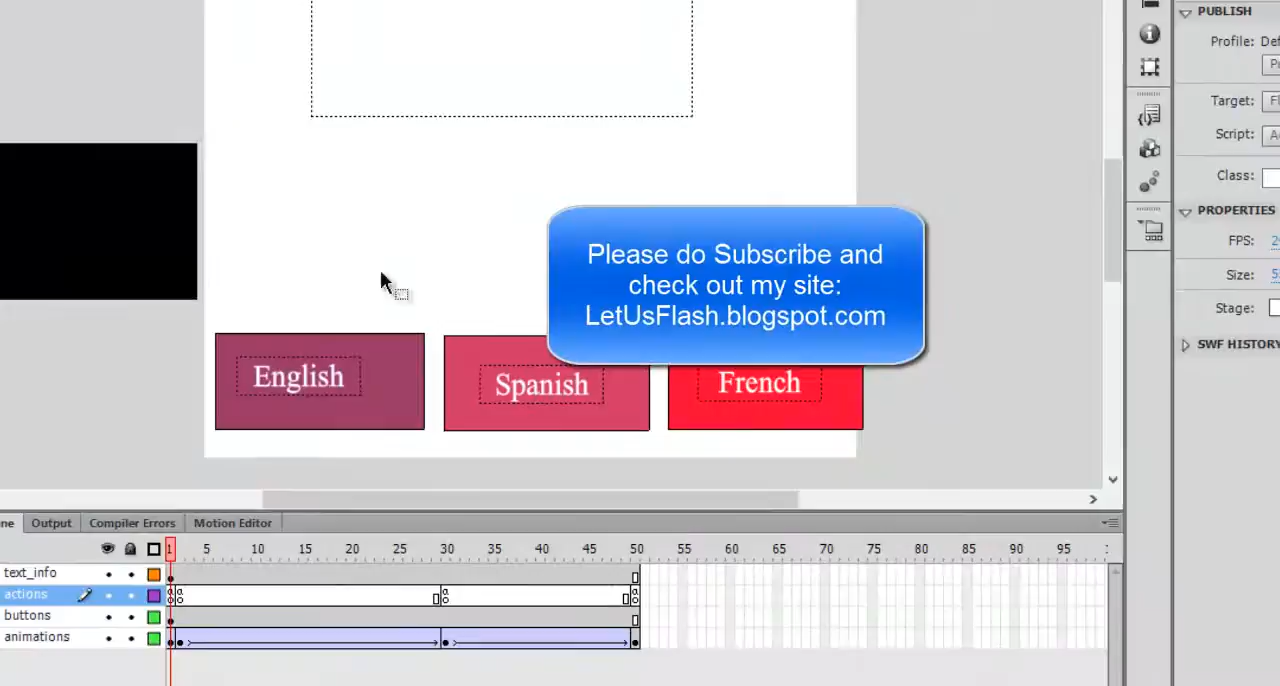 PUBLISH
Profile:
Target:
Script:
Class:
PROPERTIES
FPS:
Size:
Stage:
SWF HISTORY
Please do Subscribe and
check out my site:
LetUsFlash.blogspot.com
English
Spanish
French
Output
Compiler Errors
Motion Editor
1 5 10 15 20 25 30 35 40 45 50 55 60 65 70 75 80 85 90 95
text_info
actions
buttons
animations